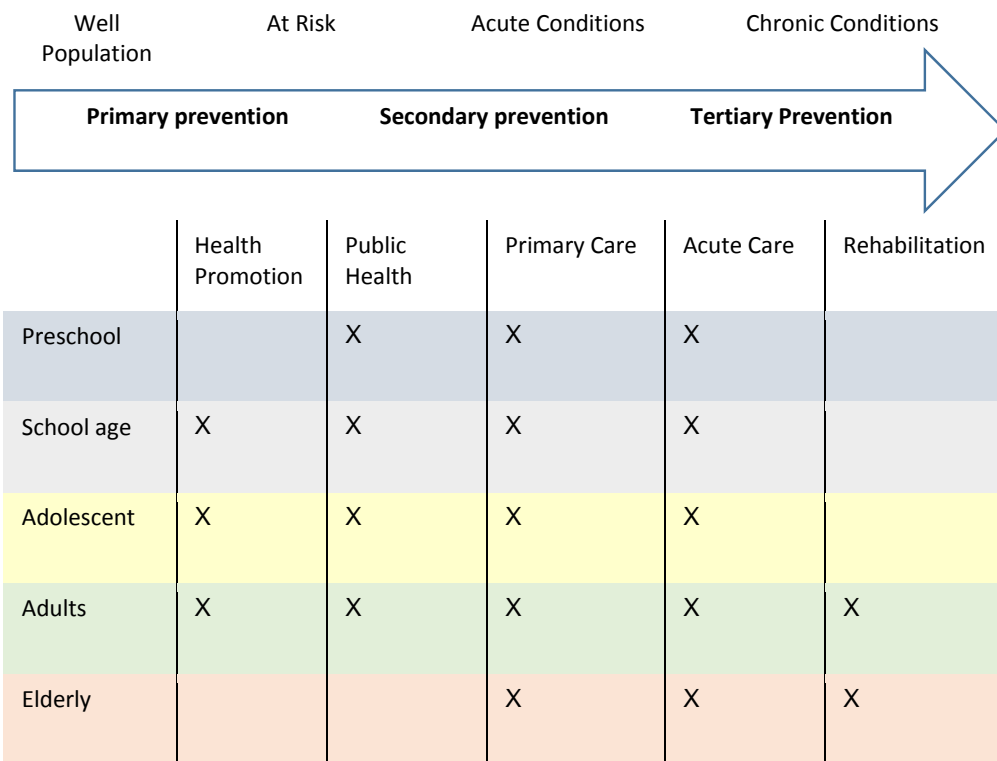 Well At Risk Acute Conditions Chronic Conditions
Population
Primary prevention Secondary prevention Tertiary Prevention
Health Public Primary Care Acute Care Rehabilitation
Promotion Health
Preschool X X X
School age X X X X
Adolescent X X X X
Adults X X X X X
Elderly X X X